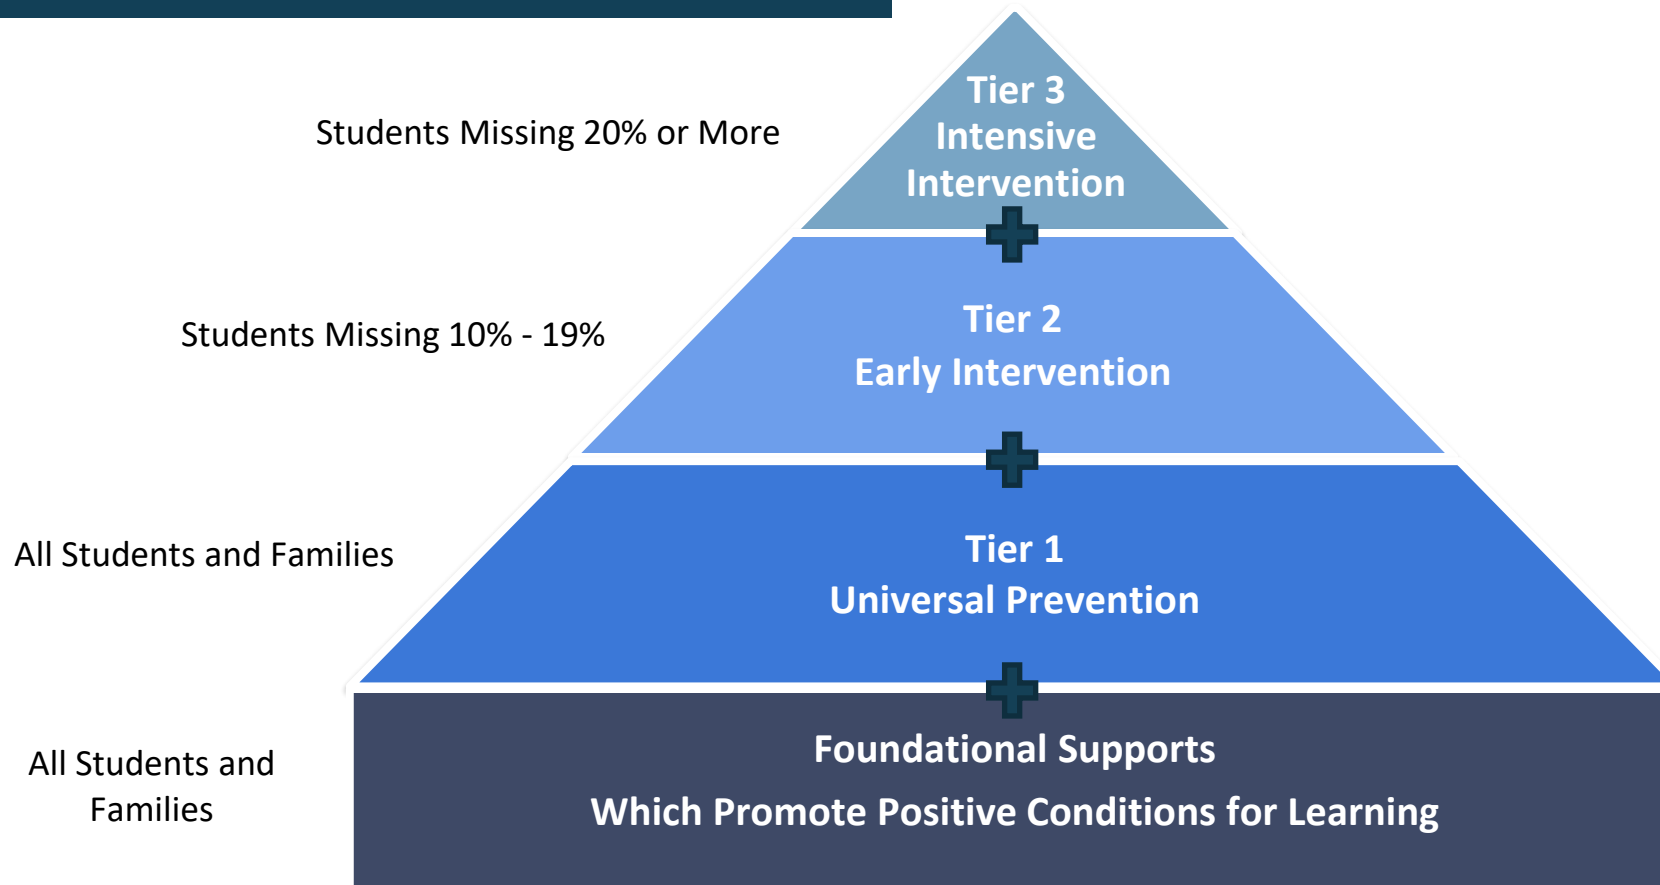 Tier 3
Intensive
Intervention
Students Missing 20% or More
Tier 2
Early Intervention
Students Missing 10% - 19%
Tier 1
Universal Prevention
All Students and Families
Foundational Supports
Which Promote Positive Conditions for Learning
All Students and
Families